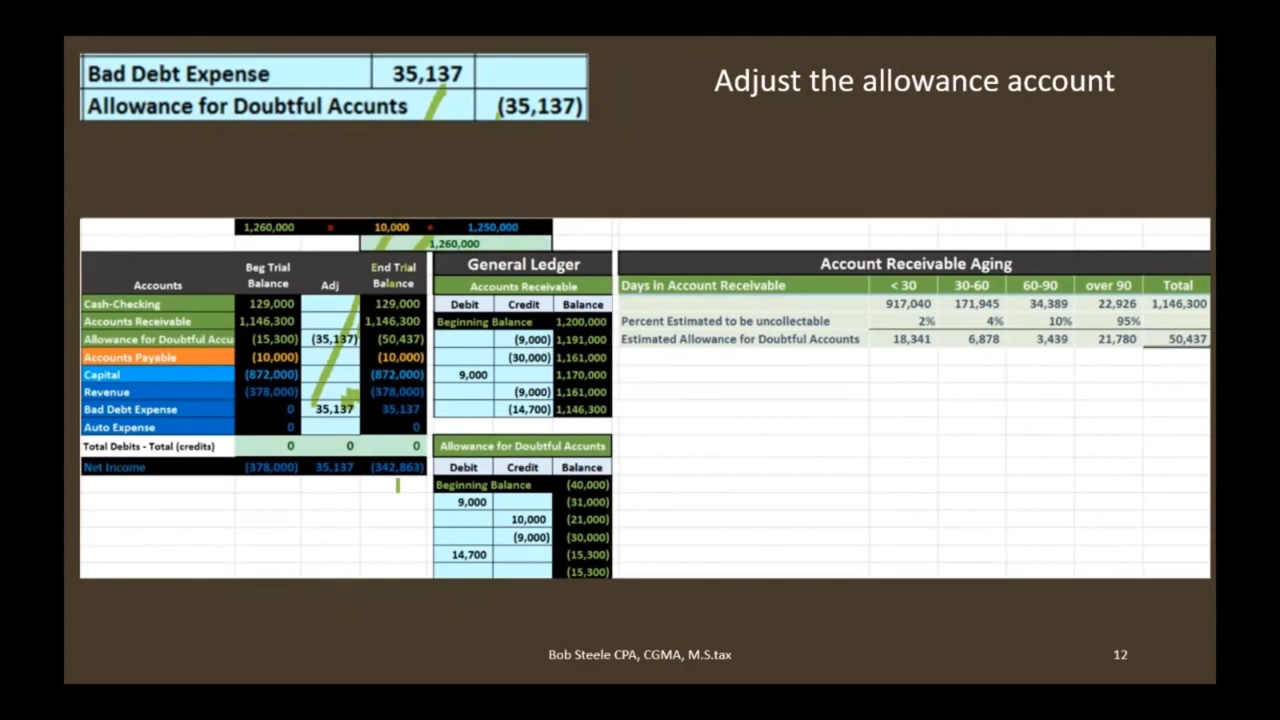 Bad Debt Expense 35,137
Allowance for Doubtful Accunts (35,137)
Adjust the allowance account
1,260,000 = 10,000 + 1,250,000
1,260,000
Accounts Beg Trial Balance Adj End Trial Balance
Cash-Checking 129,000 129,000
Accounts Receivable 1,146,300 1,146,300
Allowance for Doubtful Accu (15,300) (35,137) (50,437)
Accounts Payable (10,000) (10,000)
Capital (872,000) (872,000)
Revenue (378,000) (378,000)
Bad Debt Expense 0 35,137 35,137
Auto Expense 0 0
Total Debits - Total (credits) 0 0 0
Net Income (378,000) 35,137 (342,863)
General Ledger
Accounts Receivable
Debit Credit Balance
Beginning Balance 1,200,000
(9,000) 1,191,000
(30,000) 1,161,000
9,000 1,170,000
(9,000) 1,161,000
(14,700) 1,146,300
Allowance for Doubtful Accunts
Debit Credit Balance
Beginning Balance (40,000)
9,000 (31,000)
10,000 (21,000)
(9,000) (30,000)
14,700 (15,300)
(15,300)
Account Receivable Aging
Days in Account Receivable < 30 30-60 60-90 over 90 Total
917,040 171,945 34,389 22,926 1,146,300
Percent Estimated to be uncollectable 2% 4% 10% 95%
Estimated Allowance for Doubtful Accounts 18,341 6,878 3,439 21,780 50,437
Bob Steele CPA, CGMA, M.S.tax
12